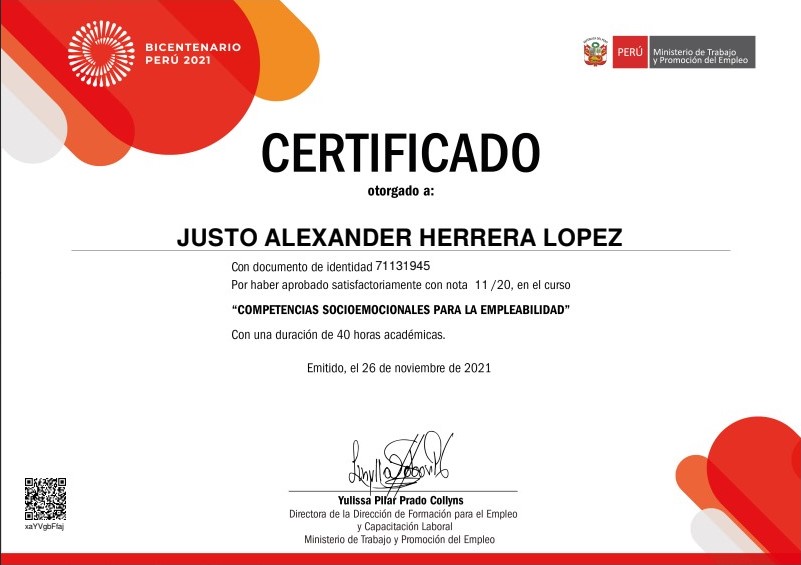 BICENTENARIO
PERÚ 2021
PERÚ
Ministerio de Trabajo
y Promoción del Empleo
CERTIFICADO
otorgado a:
JUSTO ALEXANDER HERRERA LOPEZ
Con documento de identidad 71131945
Por haber aprobado satisfactoriamente con nota 11 /20, en el curso
“COMPETENCIAS SOCIOEMOCIONALES PARA LA EMPLEABILIDAD”
Con una duración de 40 horas académicas.
Emitido, el 26 de noviembre de 2021
Yulissa Pilar Prado Collyns
Directora de la Dirección de Formación para el Empleo
y Capacitación Laboral
Ministerio de Trabajo y Promoción del Empleo
xaYVgbFfaj